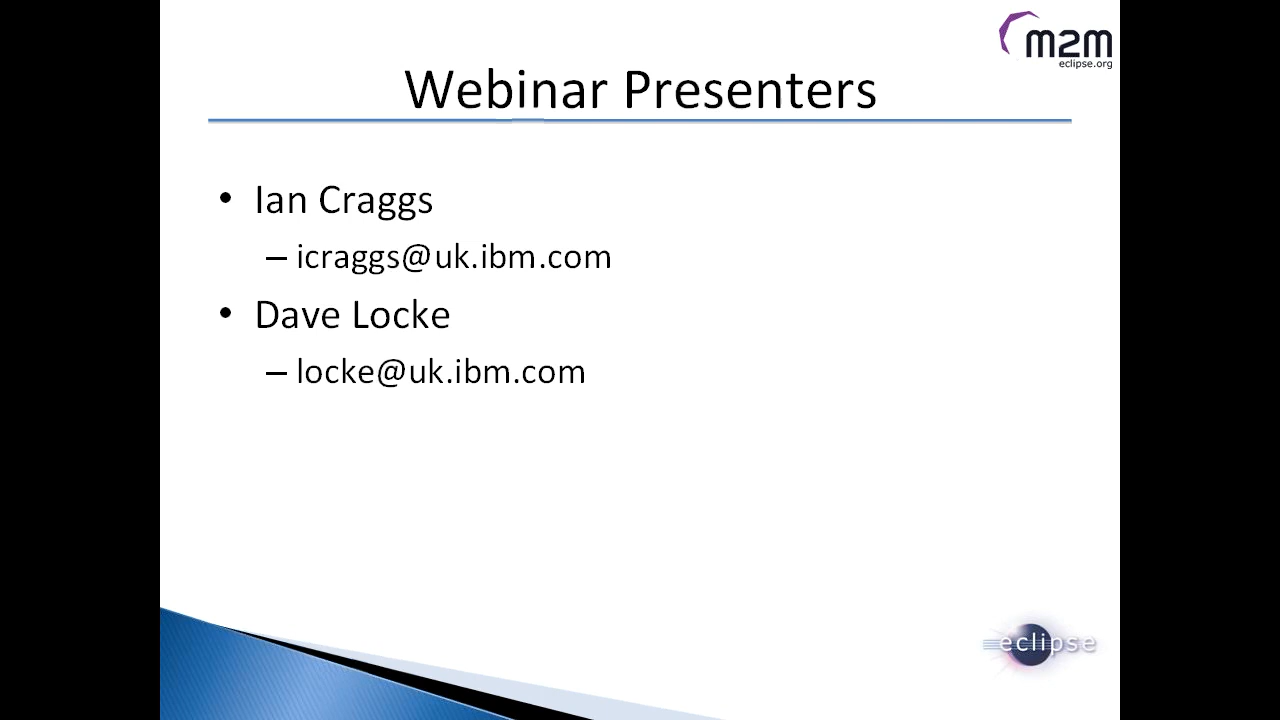 m2m
eclipse.org
Webinar Presenters
• Ian Craggs
– icraggs@uk.ibm.com
• Dave Locke
– locke@uk.ibm.com
eclipse